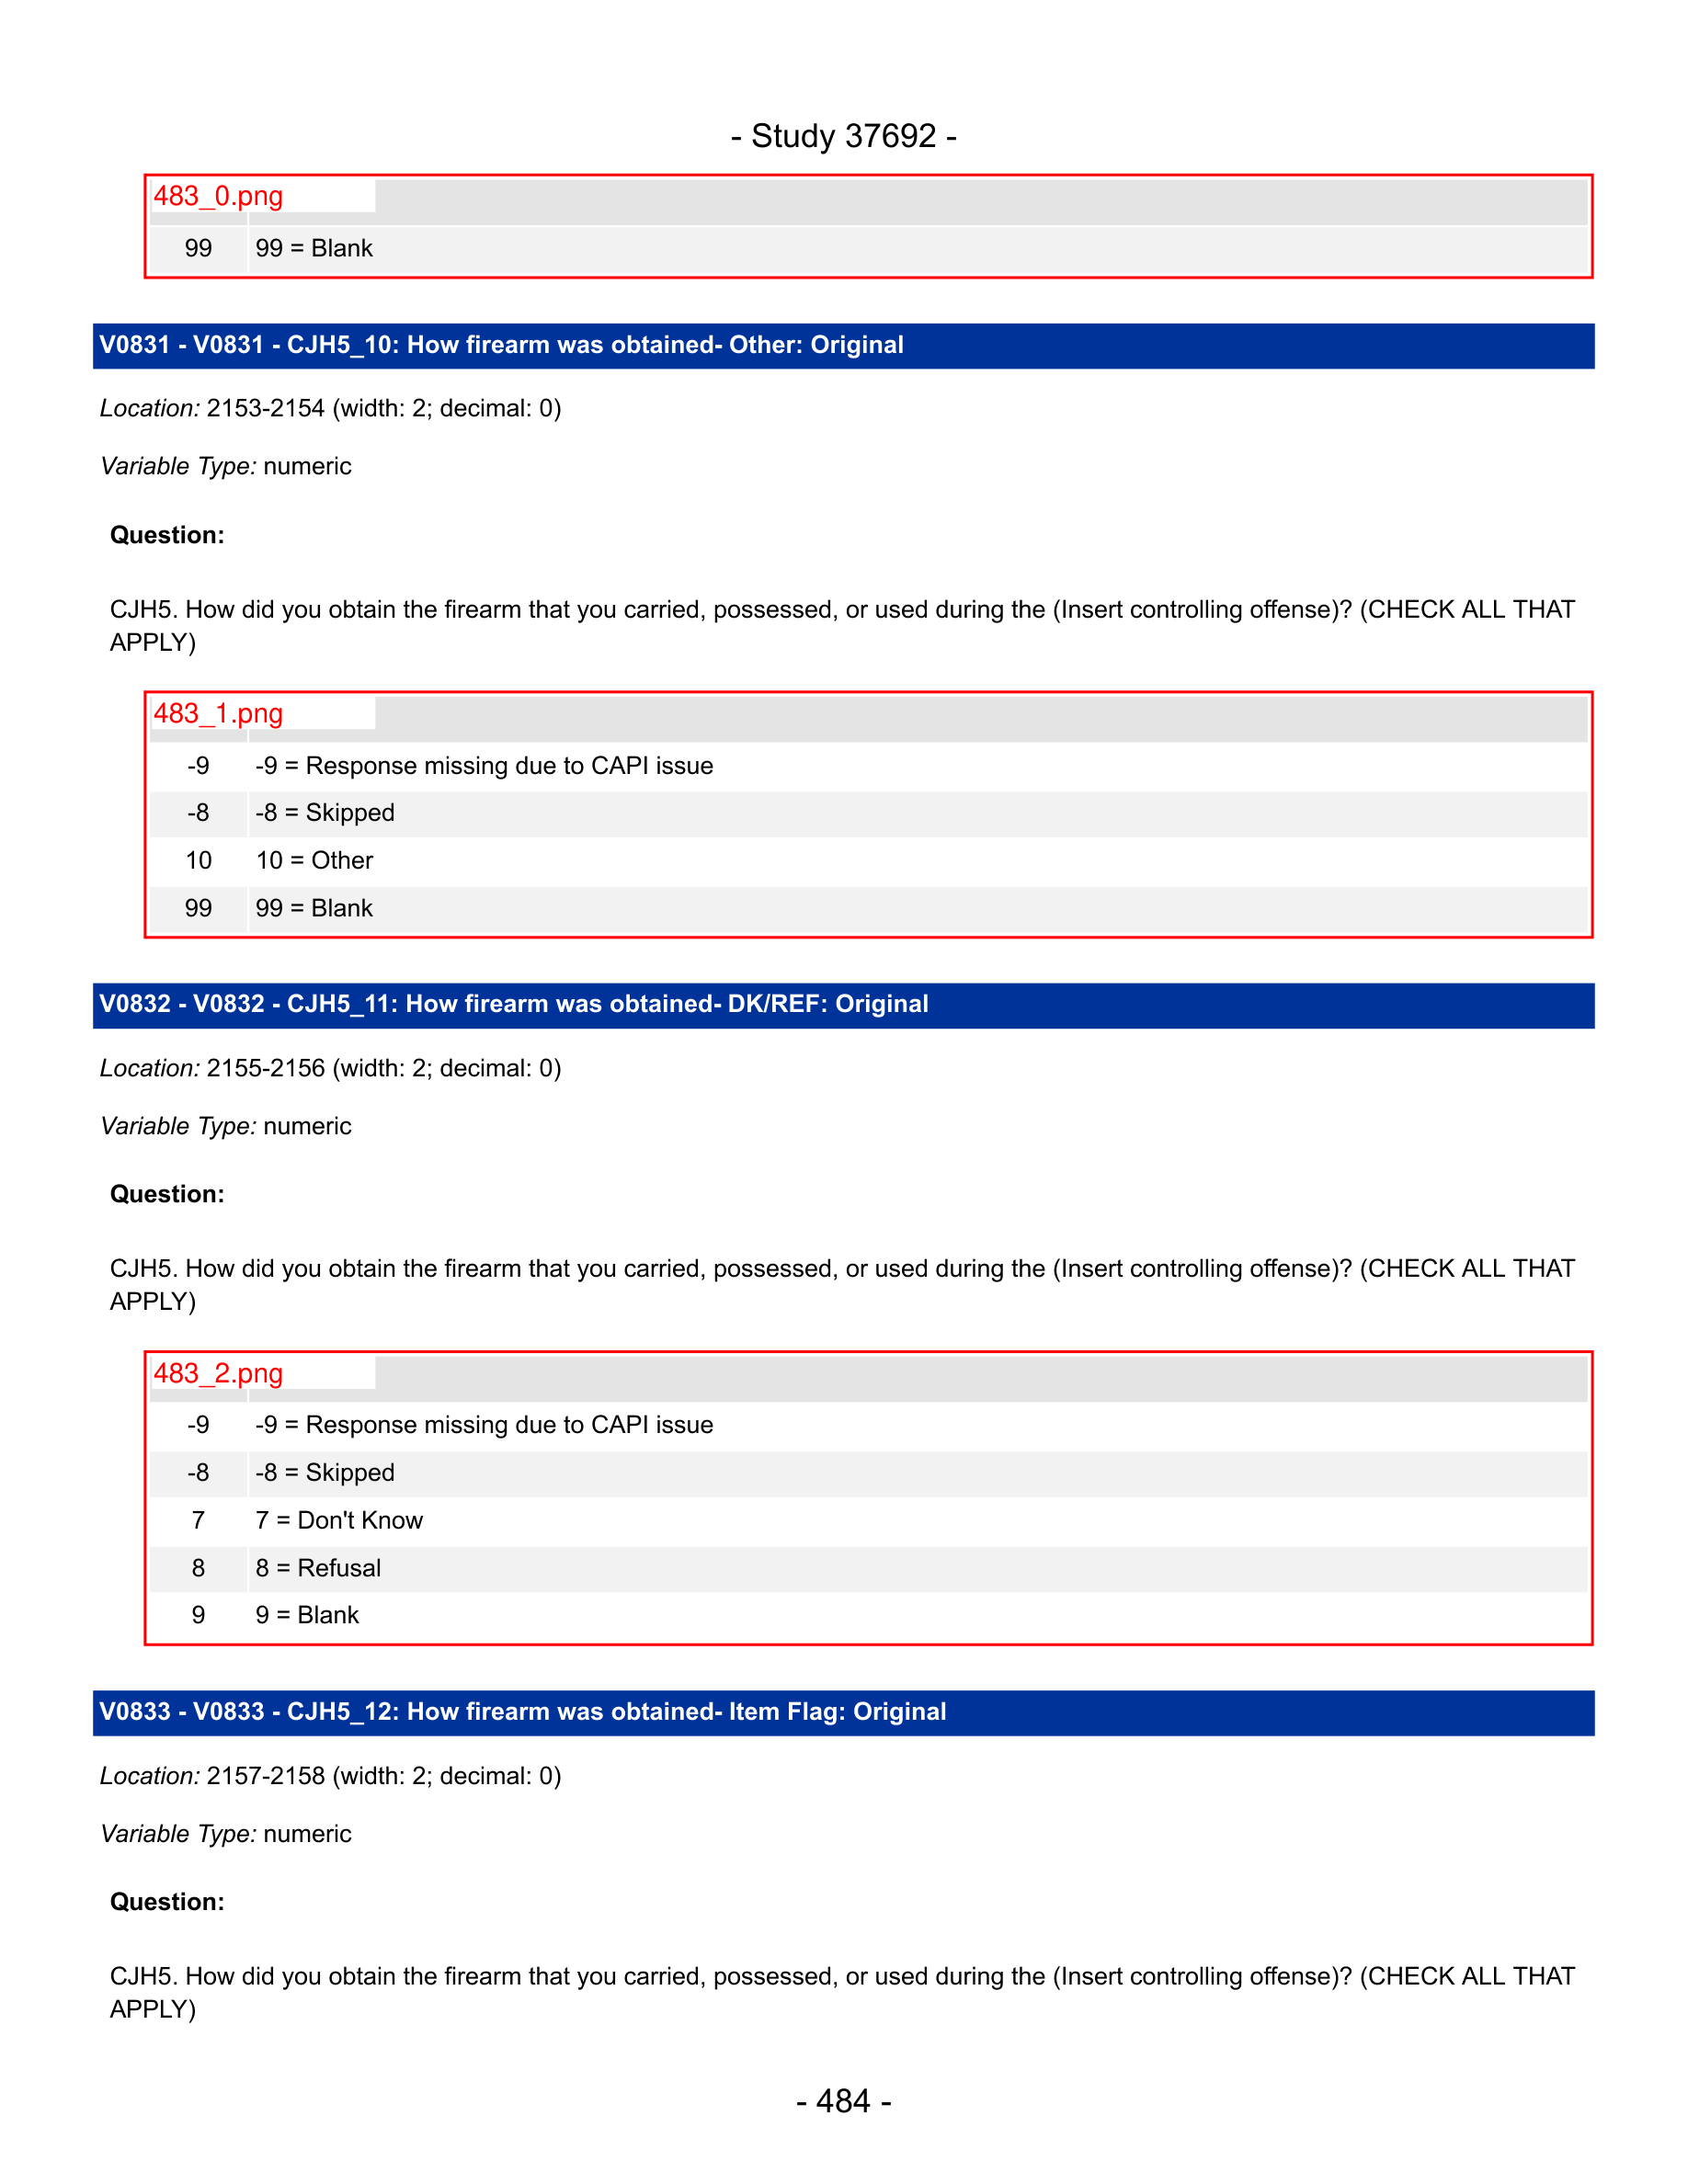 - Study 37692 -
483_0.png
99 99 = Blank
V0831 - V0831 - CJH5_10: How firearm was obtained- Other: Original
Location: 2153-2154 (width: 2; decimal: 0)
Variable Type: numeric
Question:
CJH5. How did you obtain the firearm that you carried, possessed, or used during the (Insert controlling offense)? (CHECK ALL THAT
APPLY)
483_1.png
-9 -9 = Response missing due to CAPI issue
-8 -8 = Skipped
10 10 = Other
99 99 = Blank
V0832 - V0832 - CJH5_11: How firearm was obtained- DK/REF: Original
Location: 2155-2156 (width: 2; decimal: 0)
Variable Type: numeric
Question:
CJH5. How did you obtain the firearm that you carried, possessed, or used during the (Insert controlling offense)? (CHECK ALL THAT
APPLY)
483_2.png
-9 -9 = Response missing due to CAPI issue
-8 -8 = Skipped
7 7 = Don't Know
8 8 = Refusal
9 9 = Blank
V0833 - V0833 - CJH5_12: How firearm was obtained- Item Flag: Original
Location: 2157-2158 (width: 2; decimal: 0)
Variable Type: numeric
Question:
CJH5. How did you obtain the firearm that you carried, possessed, or used during the (Insert controlling offense)? (CHECK ALL THAT
APPLY)
- 484 -